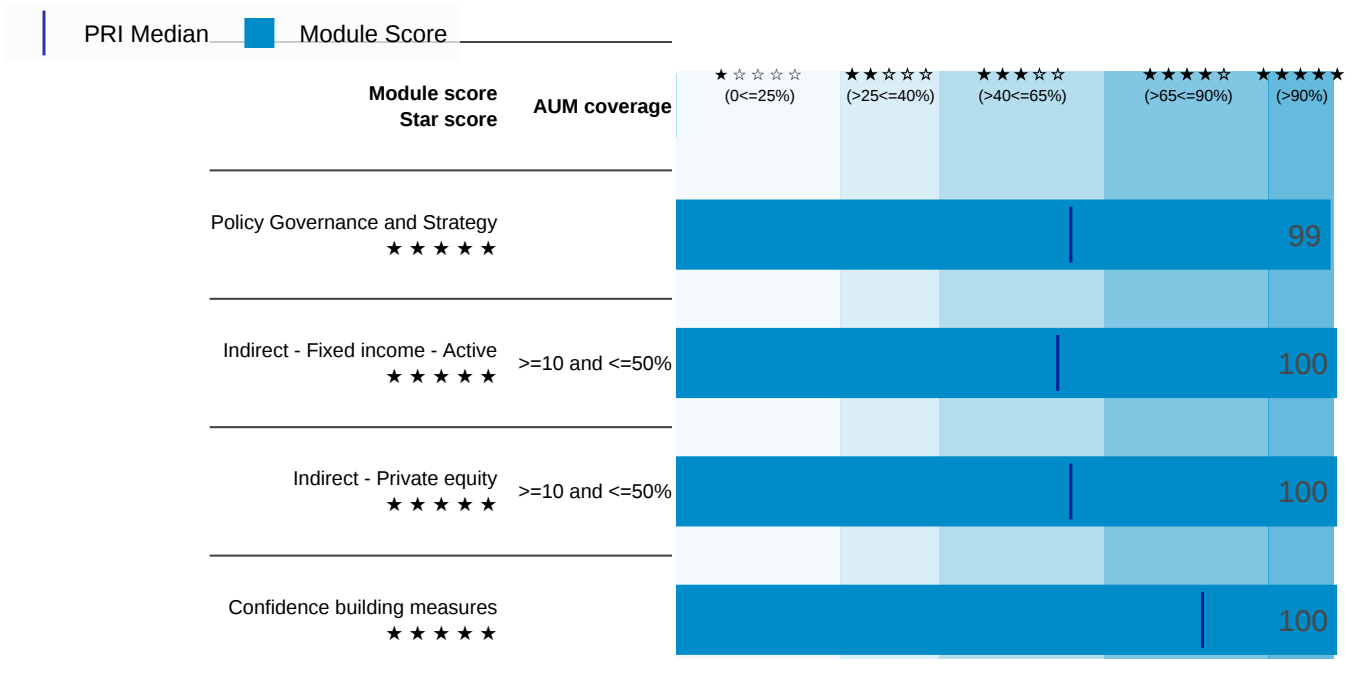 PRI Median Module Score
Module score
Star score
AUM coverage
★☆☆☆☆ ★★☆☆☆ ★★★☆☆ ★★★★☆ ★★★★★
(0<=25%) (>25<=40%) (>40<=65%) (>65<=90%) (>90%)
Policy Governance and Strategy
★★★★★
99
Indirect - Fixed income - Active
★★★★★
>=10 and <=50%
100
Indirect - Private equity
★★★★★
>=10 and <=50%
100
Confidence building measures
★★★★★
100